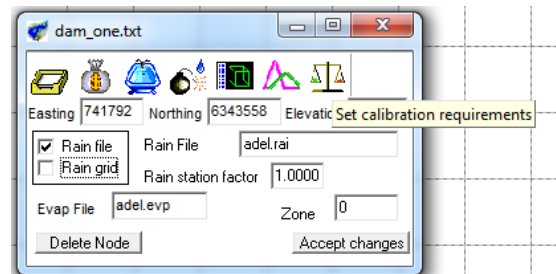 dam_one.txt
Easting 741792 Northing 6343558 Set calibration requirements
Rain file Rain File adel.rai
Rain grid Rain station factor 1.0000
Evap File adel.evp Zone 0
Delete Node Accept changes